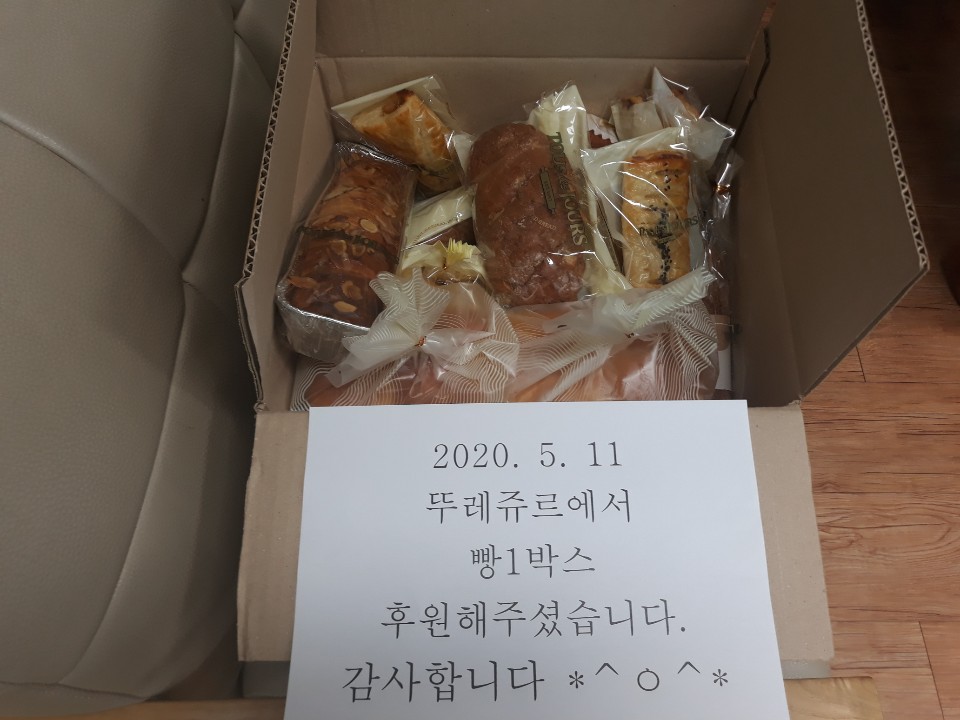 2020. 5. 11
뚜레쥬르에서
빵1박스
후원해주셨습니다.
감사합니다 *^ㅇ^*